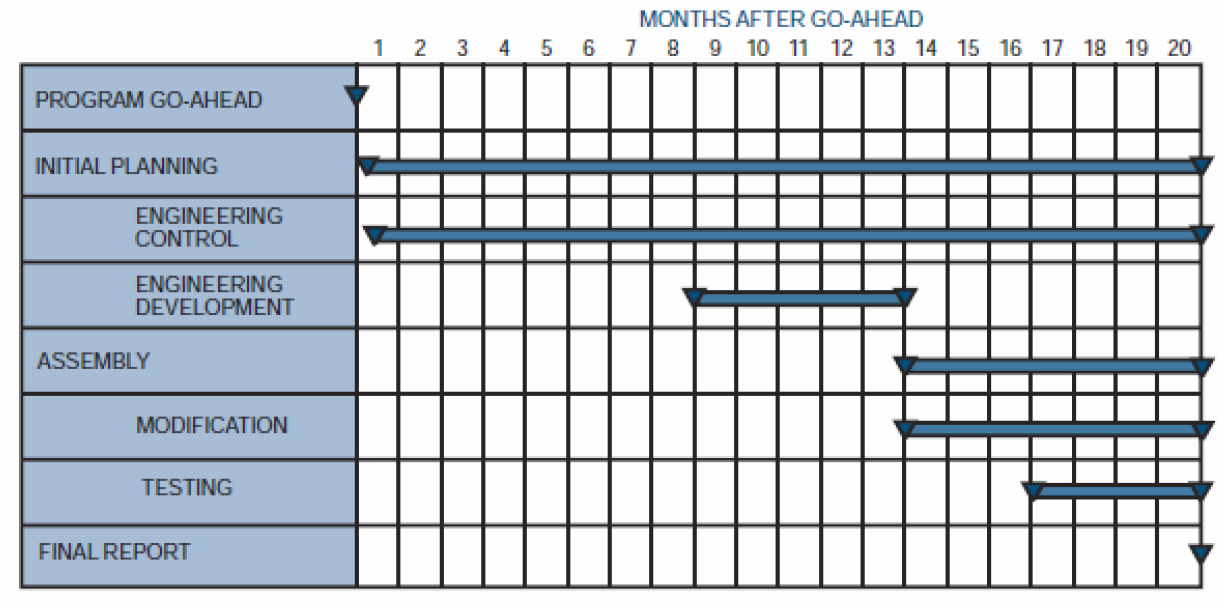 MONTHS AFTER GO-AHEAD
1 2 3 4 5 6 7 8 9 10 11 12 13 14 15 16 17 18 19 20
PROGRAM GO-AHEAD
INITIAL PLANNING
ENGINEERING
CONTROL
ENGINEERING
DEVELOPMENT
ASSEMBLY
MODIFICATION
TESTING
FINAL REPORT